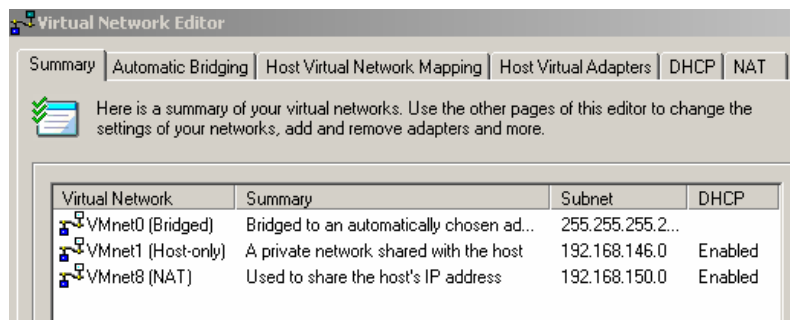 Virtual Network Editor
Summary Automatic Bridging Host Virtual Network Mapping Host Virtual Adapters DHCP NAT
Here is a summary of your virtual networks. Use the other pages of this editor to change the
settings of your networks, add and remove adapters and more.
Virtual Network Summary Subnet DHCP
VMnet0 (Bridged) Bridged to an automatically chosen ad... 255.255.255.2...
VMnet1 (Host-only) A private network shared with the host 192.168.146.0 Enabled
VMnet8 (NAT) Used to share the host's IP address 192.168.150.0 Enabled